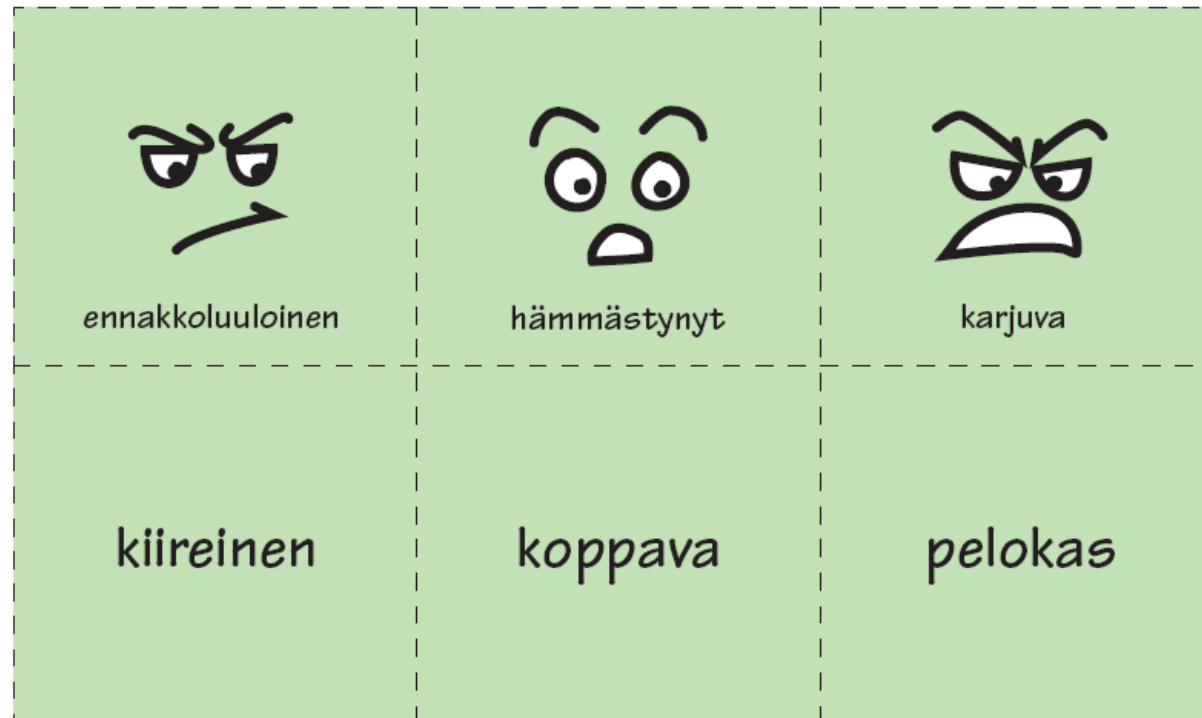 ennakkoluuloinen
hämmästynyt
karjuva
kiireinen
koppava
pelokas